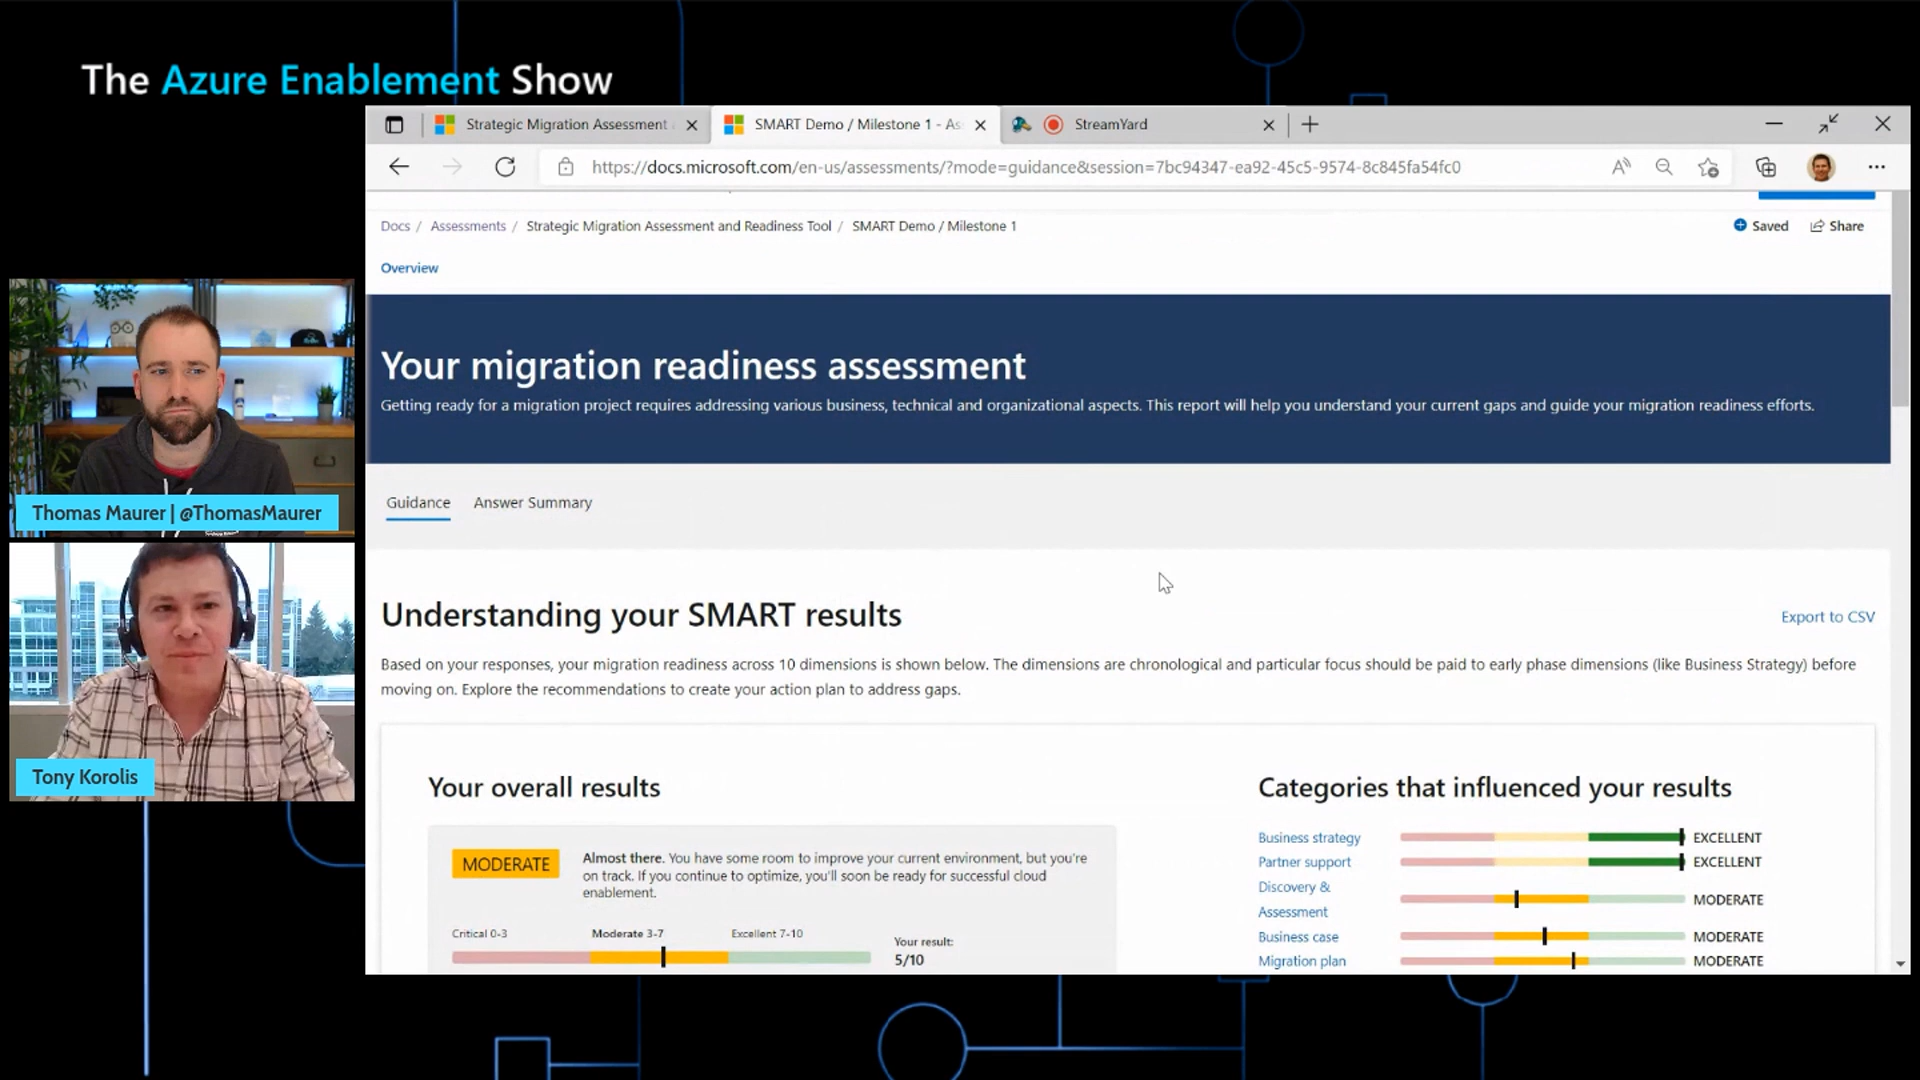 The Azure Enablement Show
Strategic Migration Assessment
SMART Demo / Milestone 1 - As
StreamYard
https://docs.microsoft.com/en-us/assessments/?mode=guidance&session=7bc94347-ea92-45c5-9574-8c845fa54fc0
Docs / Assessments / Strategic Migration Assessment and Readiness Tool / SMART Demo / Milestone 1
Saved
Share
Overview
Your migration readiness assessment
Getting ready for a migration project requires addressing various business, technical and organizational aspects. This report will help you understand your current gaps and guide your migration readiness efforts.
Guidance
Answer Summary
Thomas Maurer | @ThomasMaurer
Understanding your SMART results
Export to CSV
Based on your responses, your migration readiness across 10 dimensions is shown below. The dimensions are chronological and particular focus should be paid to early phase dimensions (like Business Strategy) before
moving on. Explore the recommendations to create your action plan to address gaps.
Tony Korolis
Your overall results
MODERATE
Almost there. You have some room to improve your current environment, but you're
on track. If you continue to optimize, you'll soon be ready for successful cloud
enablement.
Critical 0-3
Moderate 3-7
Excellent 7-10
Your result:
5/10
Categories that influenced your results
Business strategy
EXCELLENT
Partner support
EXCELLENT
Discovery &
Assessment
MODERATE
Business case
MODERATE
Migration plan
MODERATE